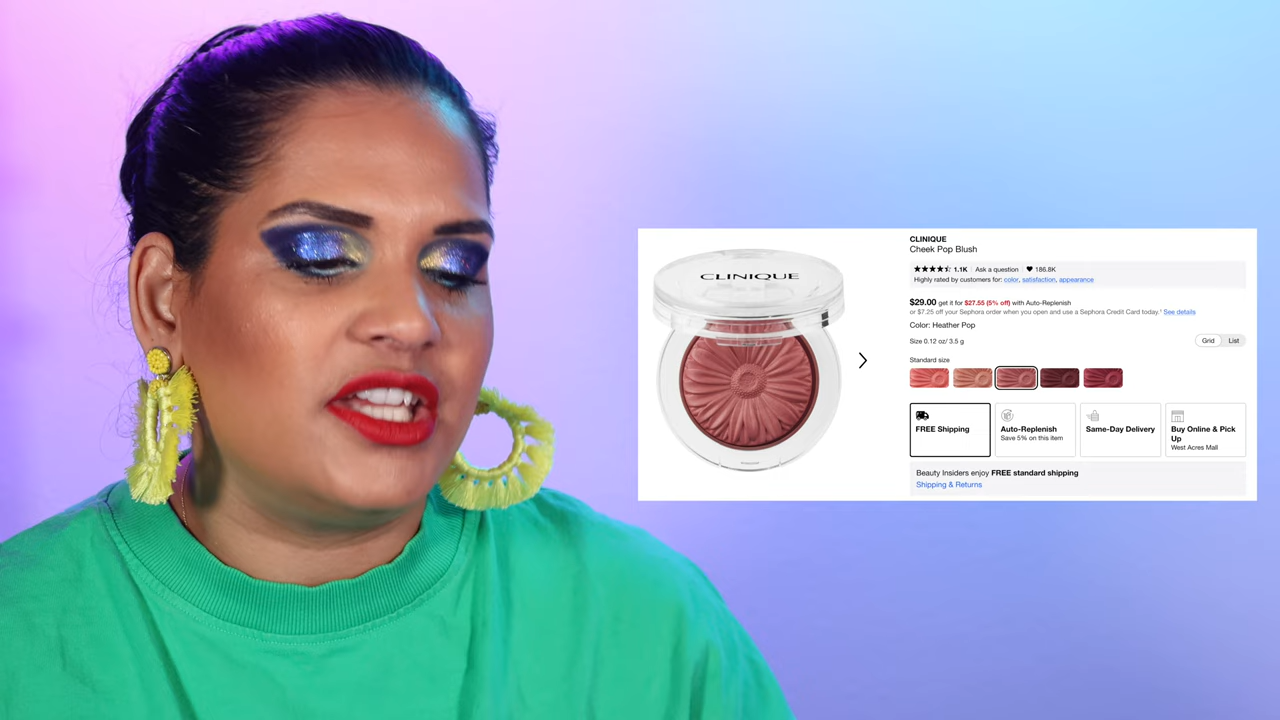 CLINIQUE
CLINIQUE
Cheek Pop Blush
1.1K Ask a question 186.8K
Highly rated by customers for: color, satisfaction, appearance
$29.00 get it for $27.55 (5% off) with Auto-Replenish
or $7.25 off your Sephora order when you open and use a Sephora Credit Card today.¹ See details
Color: Heather Pop
Size 0.12 oz/ 3.5 g
Grid List
Standard size
FREE Shipping
Auto-Replenish
Save 5% on this item
Same-Day Delivery
Buy Online & Pick
Up
West Acres Mall
Beauty Insiders enjoy FREE standard shipping
Shipping & Returns